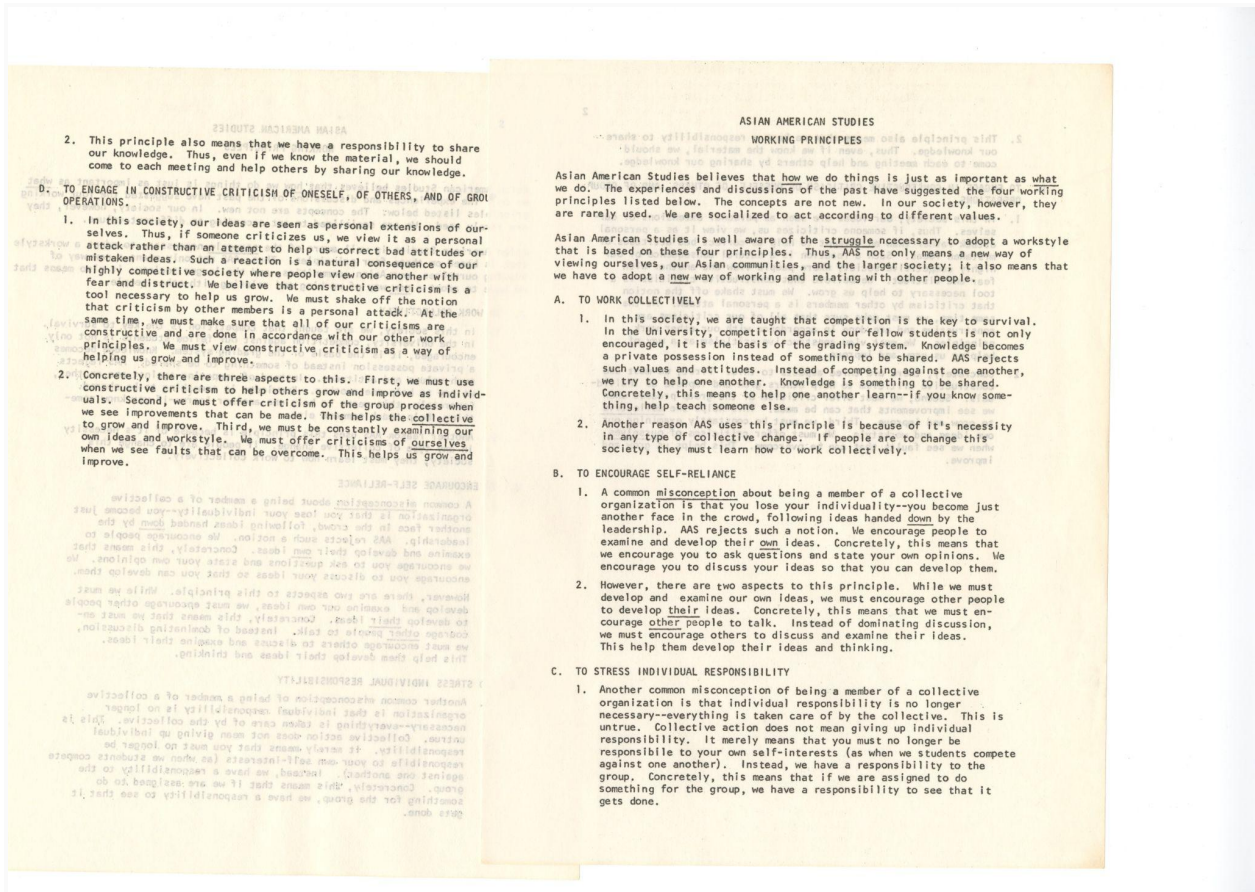 ASIAN AMERICAN STUDIES
WORKING PRINCIPLES
Asian American Studies believes that how we do things is just as important as what
we do. The experiences and discussions of the past have suggested the four working
principles listed below. The concepts are not new. In our society, however, they
are rarely used. We are socialized to act according to different values.
Asian American Studies is well aware of the struggle ncecessary to adopt a workstyle
that is based on these four principles. Thus, AAS not only means a new way of
viewing ourselves, our Asian communities, and the larger society; it also means that
we have to adopt a new way of working and relating with other people.
A. TO WORK COLLECTIVELY
1. In this society, we are taught that competition is the key to survival.
In the University, competition against our fellow students is not only
encouraged, it is the basis of the grading system. Knowledge becomes
a private possession instead of something to be shared. AAS rejects
such values and attitudes. Instead of competing against one another,
we try to help one another. Knowledge is something to be shared.
Concretely, this means to help one another learn--if you know some-
thing, help teach someone else.
2. Another reason AAS uses this principle is because of it's necessity
in any type of collective change. If people are to change this
society, they must learn how to work collectively.
B. TO ENCOURAGE SELF-RELIANCE
1. A common misconception about being a member of a collective
organization is that you lose your individuality--you become just
another face in the crowd, following ideas handed down by the
leadership. AAS rejects such a notion. We encourage people to
examine and develop their own ideas. Concretely, this means that
we encourage you to ask questions and state your own opinions. We
encourage you to discuss your ideas so that you can develop them.
2. However, there are two aspects to this principle. While we must
develop and examine our own ideas, we must encourage other people
to develop their ideas. Concretely, this means that we must en-
courage other people to talk. Instead of dominating discussion,
we must encourage others to discuss and examine their ideas.
This help them develop their ideas and thinking.
C. TO STRESS INDIVIDUAL RESPONSIBILITY
1. Another common misconception of being a member of a collective
organization is that individual responsibility is no longer
necessary--everything is taken care of by the collective. This is
untrue. Collective action does not mean giving up individual
responsibility. It merely means that you must no longer be
responsibile to your own self-interests (as when we students compete
against one another). Instead, we have a responsibility to the
group. Concretely, this means that if we are assigned to do
something for the group, we have a responsibility to see that it
gets done.
2. This principle also means that we have a responsibility to share
our knowledge. Thus, even if we know the material, we should
come to each meeting and help others by sharing our knowledge.
D. TO ENGAGE IN CONSTRUCTIVE CRITICISM OF ONESELF, OF OTHERS, AND OF
OPERATIONS.
1. In this society, our ideas are seen as personal extensions of our-
selves. Thus, if someone criticizes us, we view it as a personal
attack rather than an attempt to help us correct bad attitudes or
mistaken ideas. Such a reaction is a natural consequence of our
highly competitive society where people view one another with
fear and distruct. We believe that constructive criticism is a
tool necessary to help us grow. We must shake off the notion
that criticism by other members is a personal attack. At the
same time, we must make sure that all of our criticisms are
constructive and are done in accordance with our other work
principles. We must view constructive criticism as a way of
helping us grow and improve.
2. Concretely, there are three aspects to this. First, we must use
constructive criticism to help others grow and improve as individ-
uals. Second, we must offer criticism of the group process when
we see improvements that can be made. This helps the collective
to grow and improve. Third, we must be constantly examining our
own ideas and workstyle. We must offer criticisms of ourselves
when we see faults that can be overcome. This helps us grow and
improve.